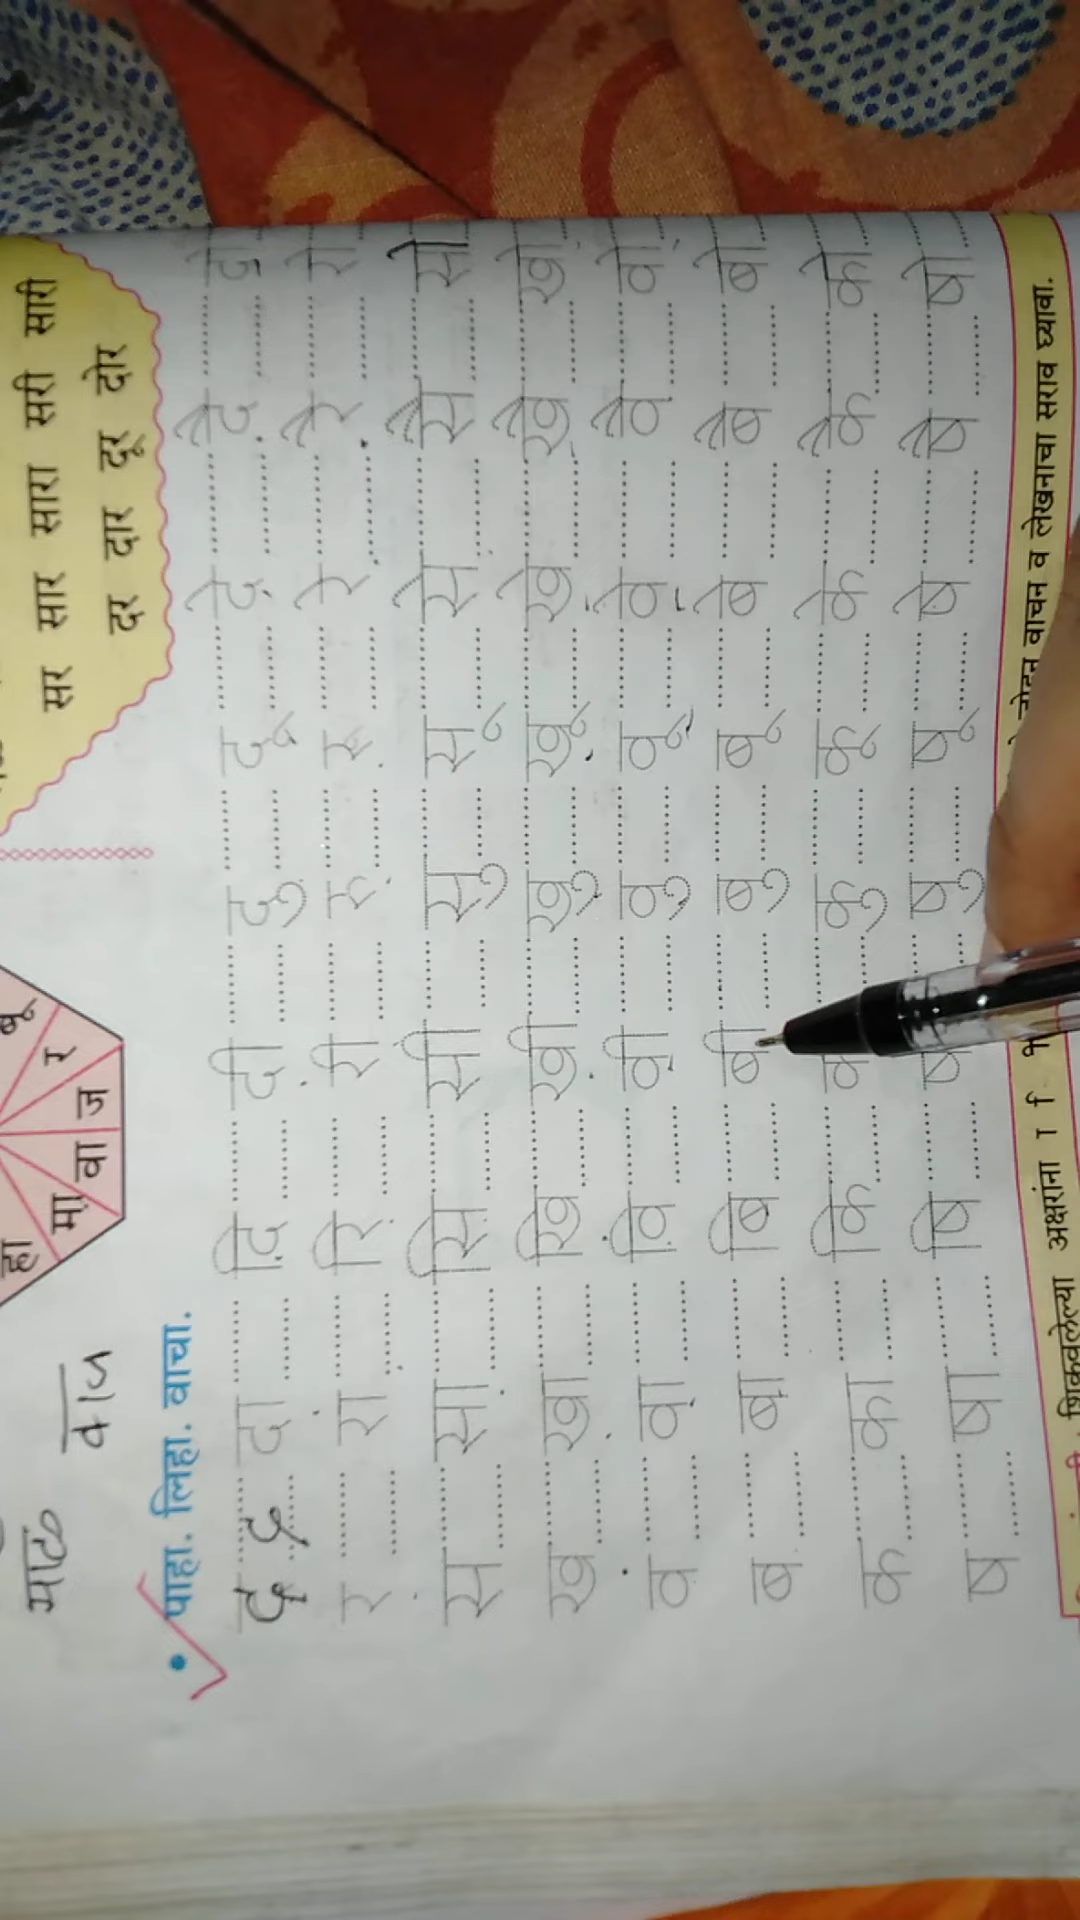 सर सार सारा सरी सारी
दर दार दूर दोर
हा मा वा ज र
माठ
वाज
• पाहा. लिहा. वाचा.
द द दा दि दी दु दू दे दै दो
र रा रि री रु रू रे रै रो
स सा सि सी सु सू से सै सो
ख खा खि खी खु खू खे खै खो
व वा वि वी वु वू वे वै वो
ब बा बि बी बु बू बे बै बो
क का कि कु कू के कै को
ष षा षि षु षू षे षै षो
शिकवलेल्या अक्षरांना ा ि वाचन व लेखनाचा सराव घ्यावा.